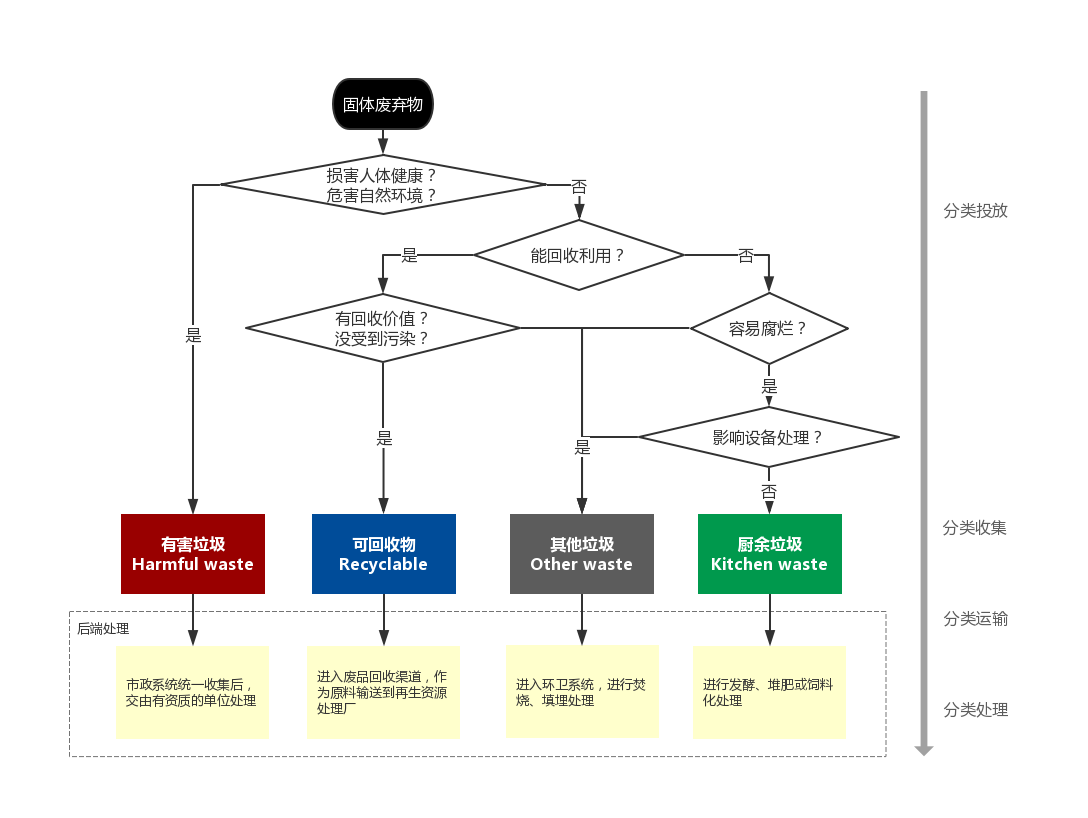 固体废弃物
损害人体健康？
危害自然环境？
否
分类投放
能回收利用？
是
否
有回收价值？
没受到污染？
容易腐烂？
是
是
影响设备处理？
是
是
否
有害垃圾
Harmful waste
可回收物
Recyclable
其他垃圾
Other waste
厨余垃圾
Kitchen waste
分类收集
分类运输
后端处理
市政系统统一收集后，
交由有资质的单位处理
进入废品回收渠道，作
为原料输送到再生资源
处理厂
进入环卫系统，进行焚
烧、填埋处理
进行发酵、堆肥或饲料
化处理
分类处理